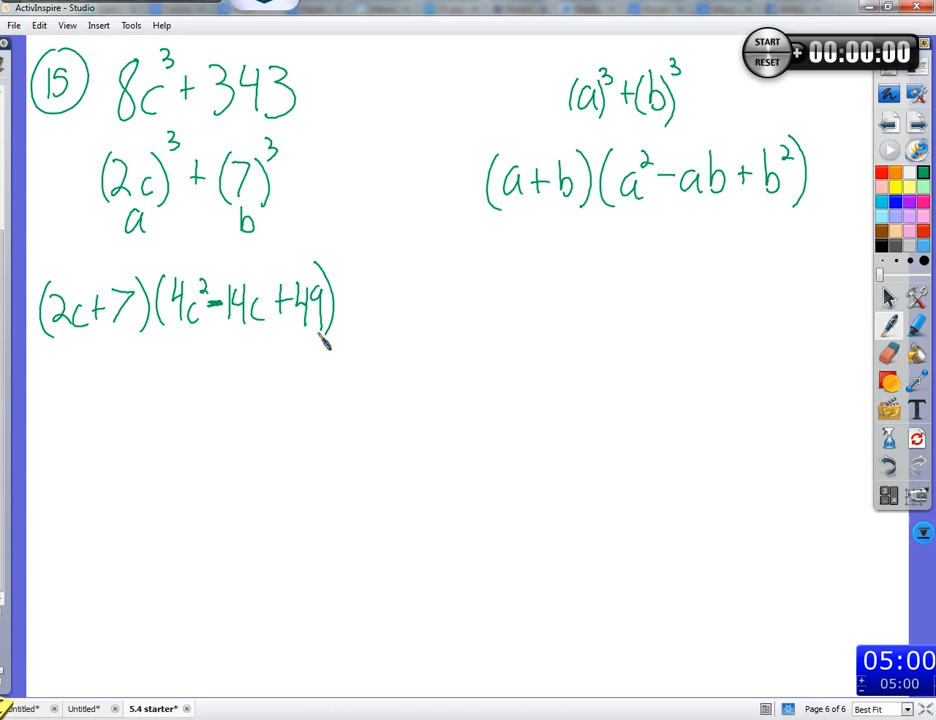 ActivInspire - Studio
File Edit View Insert Tools Help
START
RESET
+00:00:00
15 8c³ + 343
(2c)³ + (7)³
a b
(2c + 7)(4c² - 14c + 49)
(a)³ + (b)³
(a + b)(a² - ab + b²)
05:00
05:00
ntitled* Untitled* 5.4 starter*
Page 6 of 6 Best Fit